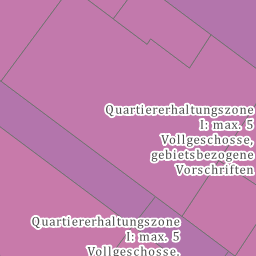 Quartiererhaltungszone
I: max. 5
Vollgeschosse,
gebietsbezogene
Vorschriften
Quartiererhaltungszone
I: max. 5
Vollgeschosse,